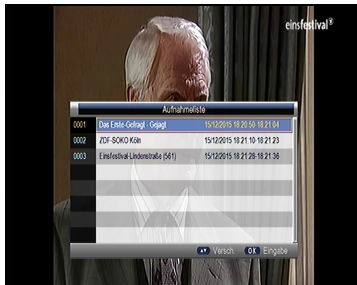 einsfestival
Aufnahmeliste
0001 Das Erste-Gefragt - Gejagt 15/12/2015 18:20:50-18:21:04
0002 ZDF-SOKO Köln 15/12/2015 18:21:10-18:21:23
0003 Einsfestival-Lindenstraße (561) 15/12/2015 18:21:28-18:21:36
Versch. OK Eingabe